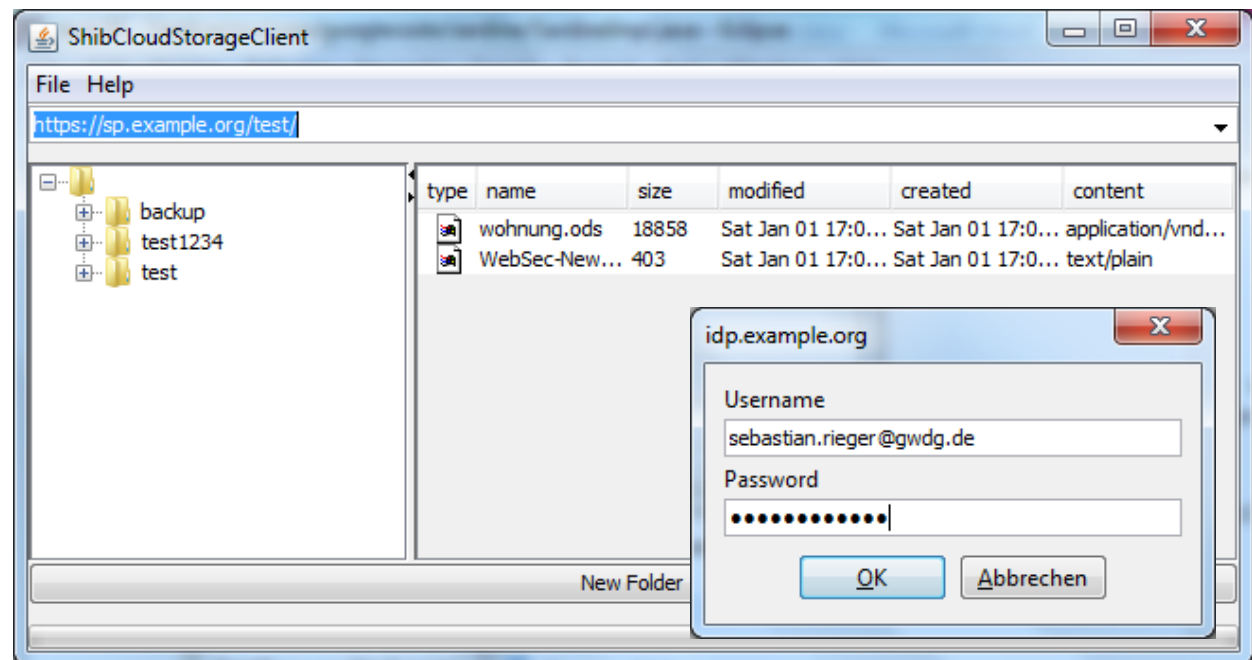 ShibCloudStorageClient
File Help
https://sp.example.org/test/
backup
test1234
test
type name size modified created content
wohnung.ods 18858 Sat Jan 01 17:0... Sat Jan 01 17:0... application/vnd...
WebSec-New... 403 Sat Jan 01 17:0... Sat Jan 01 17:0... text/plain
New Folder
idp.example.org
Username
sebastian.rieger@gwdg.de
Password
••••••••••••
OK Abbrechen